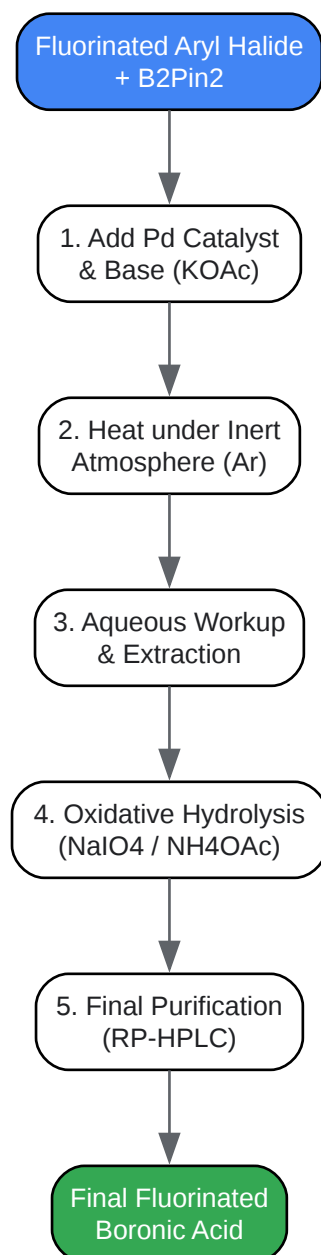 Fluorinated Aryl Halide
+ B2Pin2
1. Add Pd Catalyst
& Base (KOAc)
2. Heat under Inert
Atmosphere (Ar)
3. Aqueous Workup
& Extraction
4. Oxidative Hydrolysis
(NaIO4 / NH4OAc)
5. Final Purification
(RP-HPLC)
Final Fluorinated
Boronic Acid